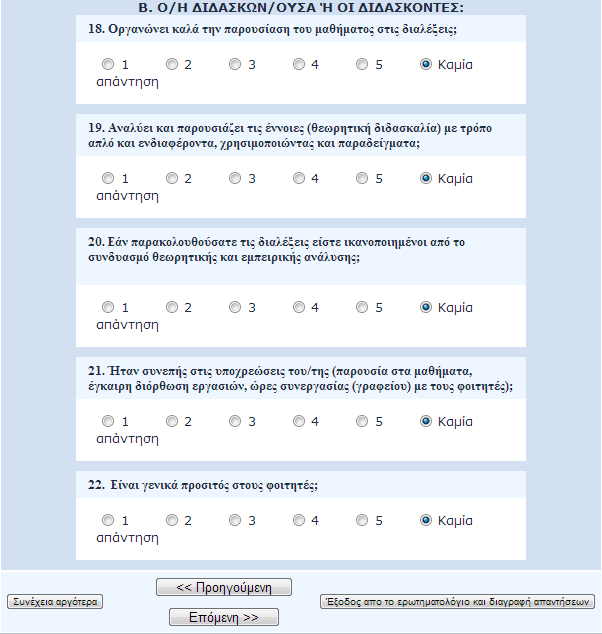 Β. Ο/Η ΔΙΔΑΣΚΩΝ/ΟΥΣΑ Ή ΟΙ ΔΙΔΑΣΚΟΝΤΕΣ:
18. Οργανώνει καλά την παρουσίαση του μαθήματος στις διαλέξεις;
1 2 3 4 5 Καμία
απάντηση
19. Αναλύει και παρουσιάζει τις έννοιες (θεωρητική διδασκαλία) με τρόπο
απλό και ενδιαφέροντα, χρησιμοποιώντας και παραδείγματα;
1 2 3 4 5 Καμία
απάντηση
20. Εάν παρακολουθούσατε τις διαλέξεις είστε ικανοποιημένοι από το
συνδυασμό θεωρητικής και εμπειρικής ανάλυσης;
1 2 3 4 5 Καμία
απάντηση
21. Ήταν συνεπής στις υποχρεώσεις του/της (παρουσία στα μαθήματα,
έγκαιρη διόρθωση εργασιών, ώρες συνεργασίας (γραφείου) με τους φοιτητές);
1 2 3 4 5 Καμία
απάντηση
22. Είναι γενικά προσιτός στους φοιτητές;
1 2 3 4 5 Καμία
απάντηση
<< Προηγούμενη
Συνέχεια αργότερα
Έξοδος απο το ερωτηματολόγιο και διαγραφή απαντήσεων
Επόμενη >>